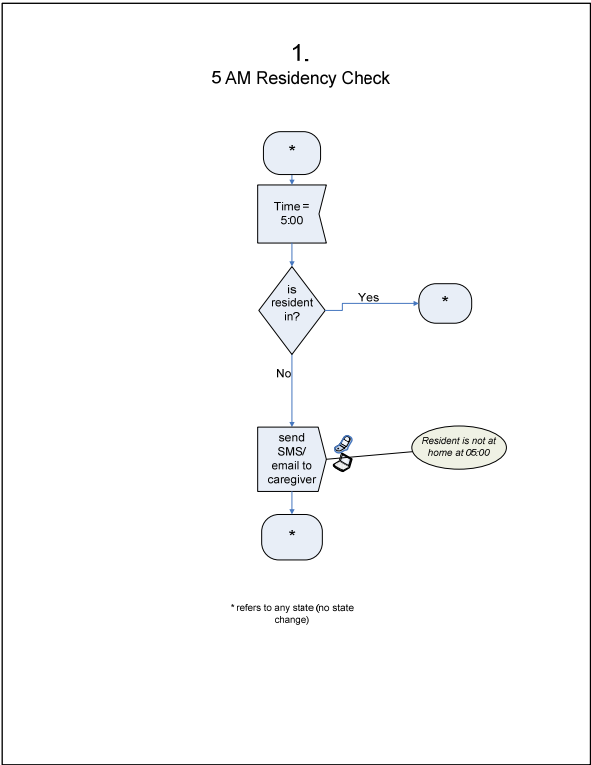 1.
5 AM Residency Check
*
Time =
5:00
is
resident
in?
Yes
*
No
send
SMS/
email to
caregiver
Resident is not at
home at 05:00
*
* refers to any state (no state
change)